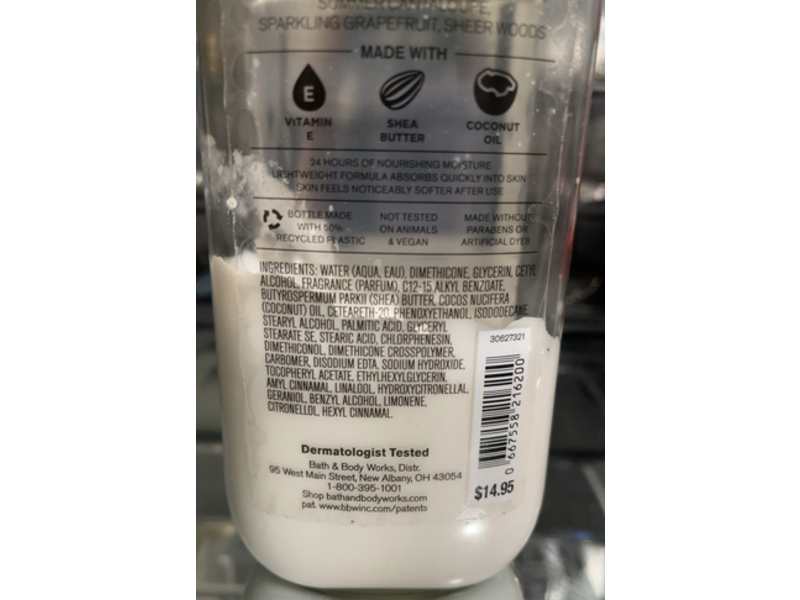 SUMMER CANTALOUPE,
SPARKLING GRAPEFRUIT, SHEER WOODS
MADE WITH
E
VITAMIN
E
SHEA
BUTTER
COCONUT
OIL
24 HOURS OF NOURISHING MOISTURE
LIGHTWEIGHT FORMULA ABSORBS QUICKLY INTO SKIN
SKIN FEELS NOTICEABLY SOFTER AFTER USE
BOTTLE MADE
WITH 50%
RECYCLED PLASTIC
NOT TESTED
ON ANIMALS
& VEGAN
MADE WITHOUT
PARABENS OR
ARTIFICIAL DYES
INGREDIENTS: WATER (AQUA, EAU), DIMETHICONE, GLYCERIN, CETYL
ALCOHOL, FRAGRANCE (PARFUM), C12-15 ALKYL BENZOATE,
BUTYROSPERMUM PARKII (SHEA) BUTTER, COCOS NUCIFERA
(COCONUT) OIL, CETEARETH-20, PHENOXYETHANOL, ISODODECANE,
STEARYL ALCOHOL, PALMITIC ACID, GLYCERYL
STEARATE SE, STEARIC ACID, CHLORPHENESIN,
DIMETHICONOL, DIMETHICONE CROSSPOLYMER,
CARBOMER, DISODIUM EDTA, SODIUM HYDROXIDE,
TOCOPHERYL ACETATE, ETHYLHEXYLGLYCERIN,
AMYL CINNAMAL, LINALOOL, HYDROXYCITRONELLAL,
GERANIOL, BENZYL ALCOHOL, LIMONENE,
CITRONELLOL, HEXYL CINNAMAL.
30627321
0 667558 216200
$14.95
Dermatologist Tested
Bath & Body Works, Distr.
95 West Main Street, New Albany, OH 43054
1-800-395-1001
Shop bathandbodyworks.com
pat. www.bbwinc.com/patents